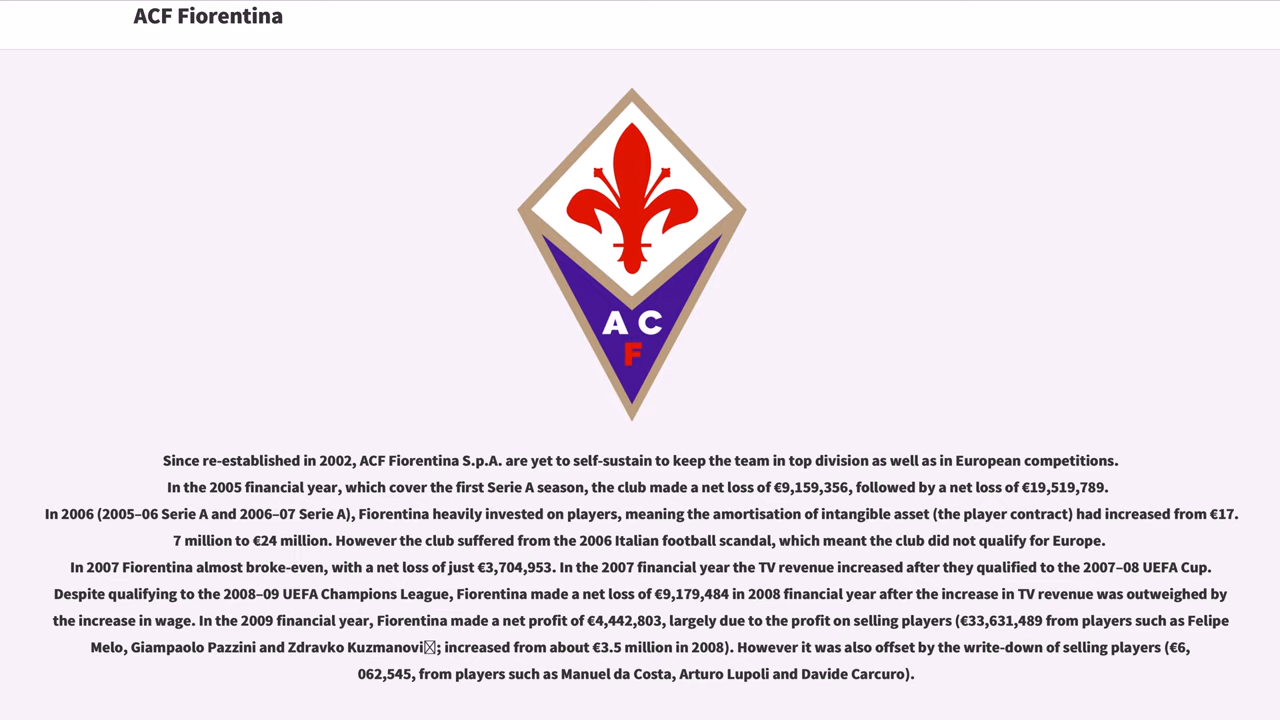 ACF Fiorentina
A C
F
Since re-established in 2002, ACF Fiorentina S.p.A. are yet to self-sustain to keep the team in top division as well as in European competitions.
In the 2005 financial year, which cover the first Serie A season, the club made a net loss of €9,159,356, followed by a net loss of €19,519,789.
In 2006 (2005–06 Serie A and 2006–07 Serie A), Fiorentina heavily invested on players, meaning the amortisation of intangible asset (the player contract) had increased from €17.
7 million to €24 million. However the club suffered from the 2006 Italian football scandal, which meant the club did not qualify for Europe.
In 2007 Fiorentina almost broke-even, with a net loss of just €3,704,953. In the 2007 financial year the TV revenue increased after they qualified to the 2007–08 UEFA Cup.
Despite qualifying to the 2008–09 UEFA Champions League, Fiorentina made a net loss of €9,179,484 in 2008 financial year after the increase in TV revenue was outweighed by
the increase in wage. In the 2009 financial year, Fiorentina made a net profit of €4,442,803, largely due to the profit on selling players (€33,631,489 from players such as Felipe
Melo, Giampaolo Pazzini and Zdravko Kuzmanovi▯; increased from about €3.5 million in 2008). However it was also offset by the write-down of selling players (€6,
062,545, from players such as Manuel da Costa, Arturo Lupoli and Davide Carcuro).